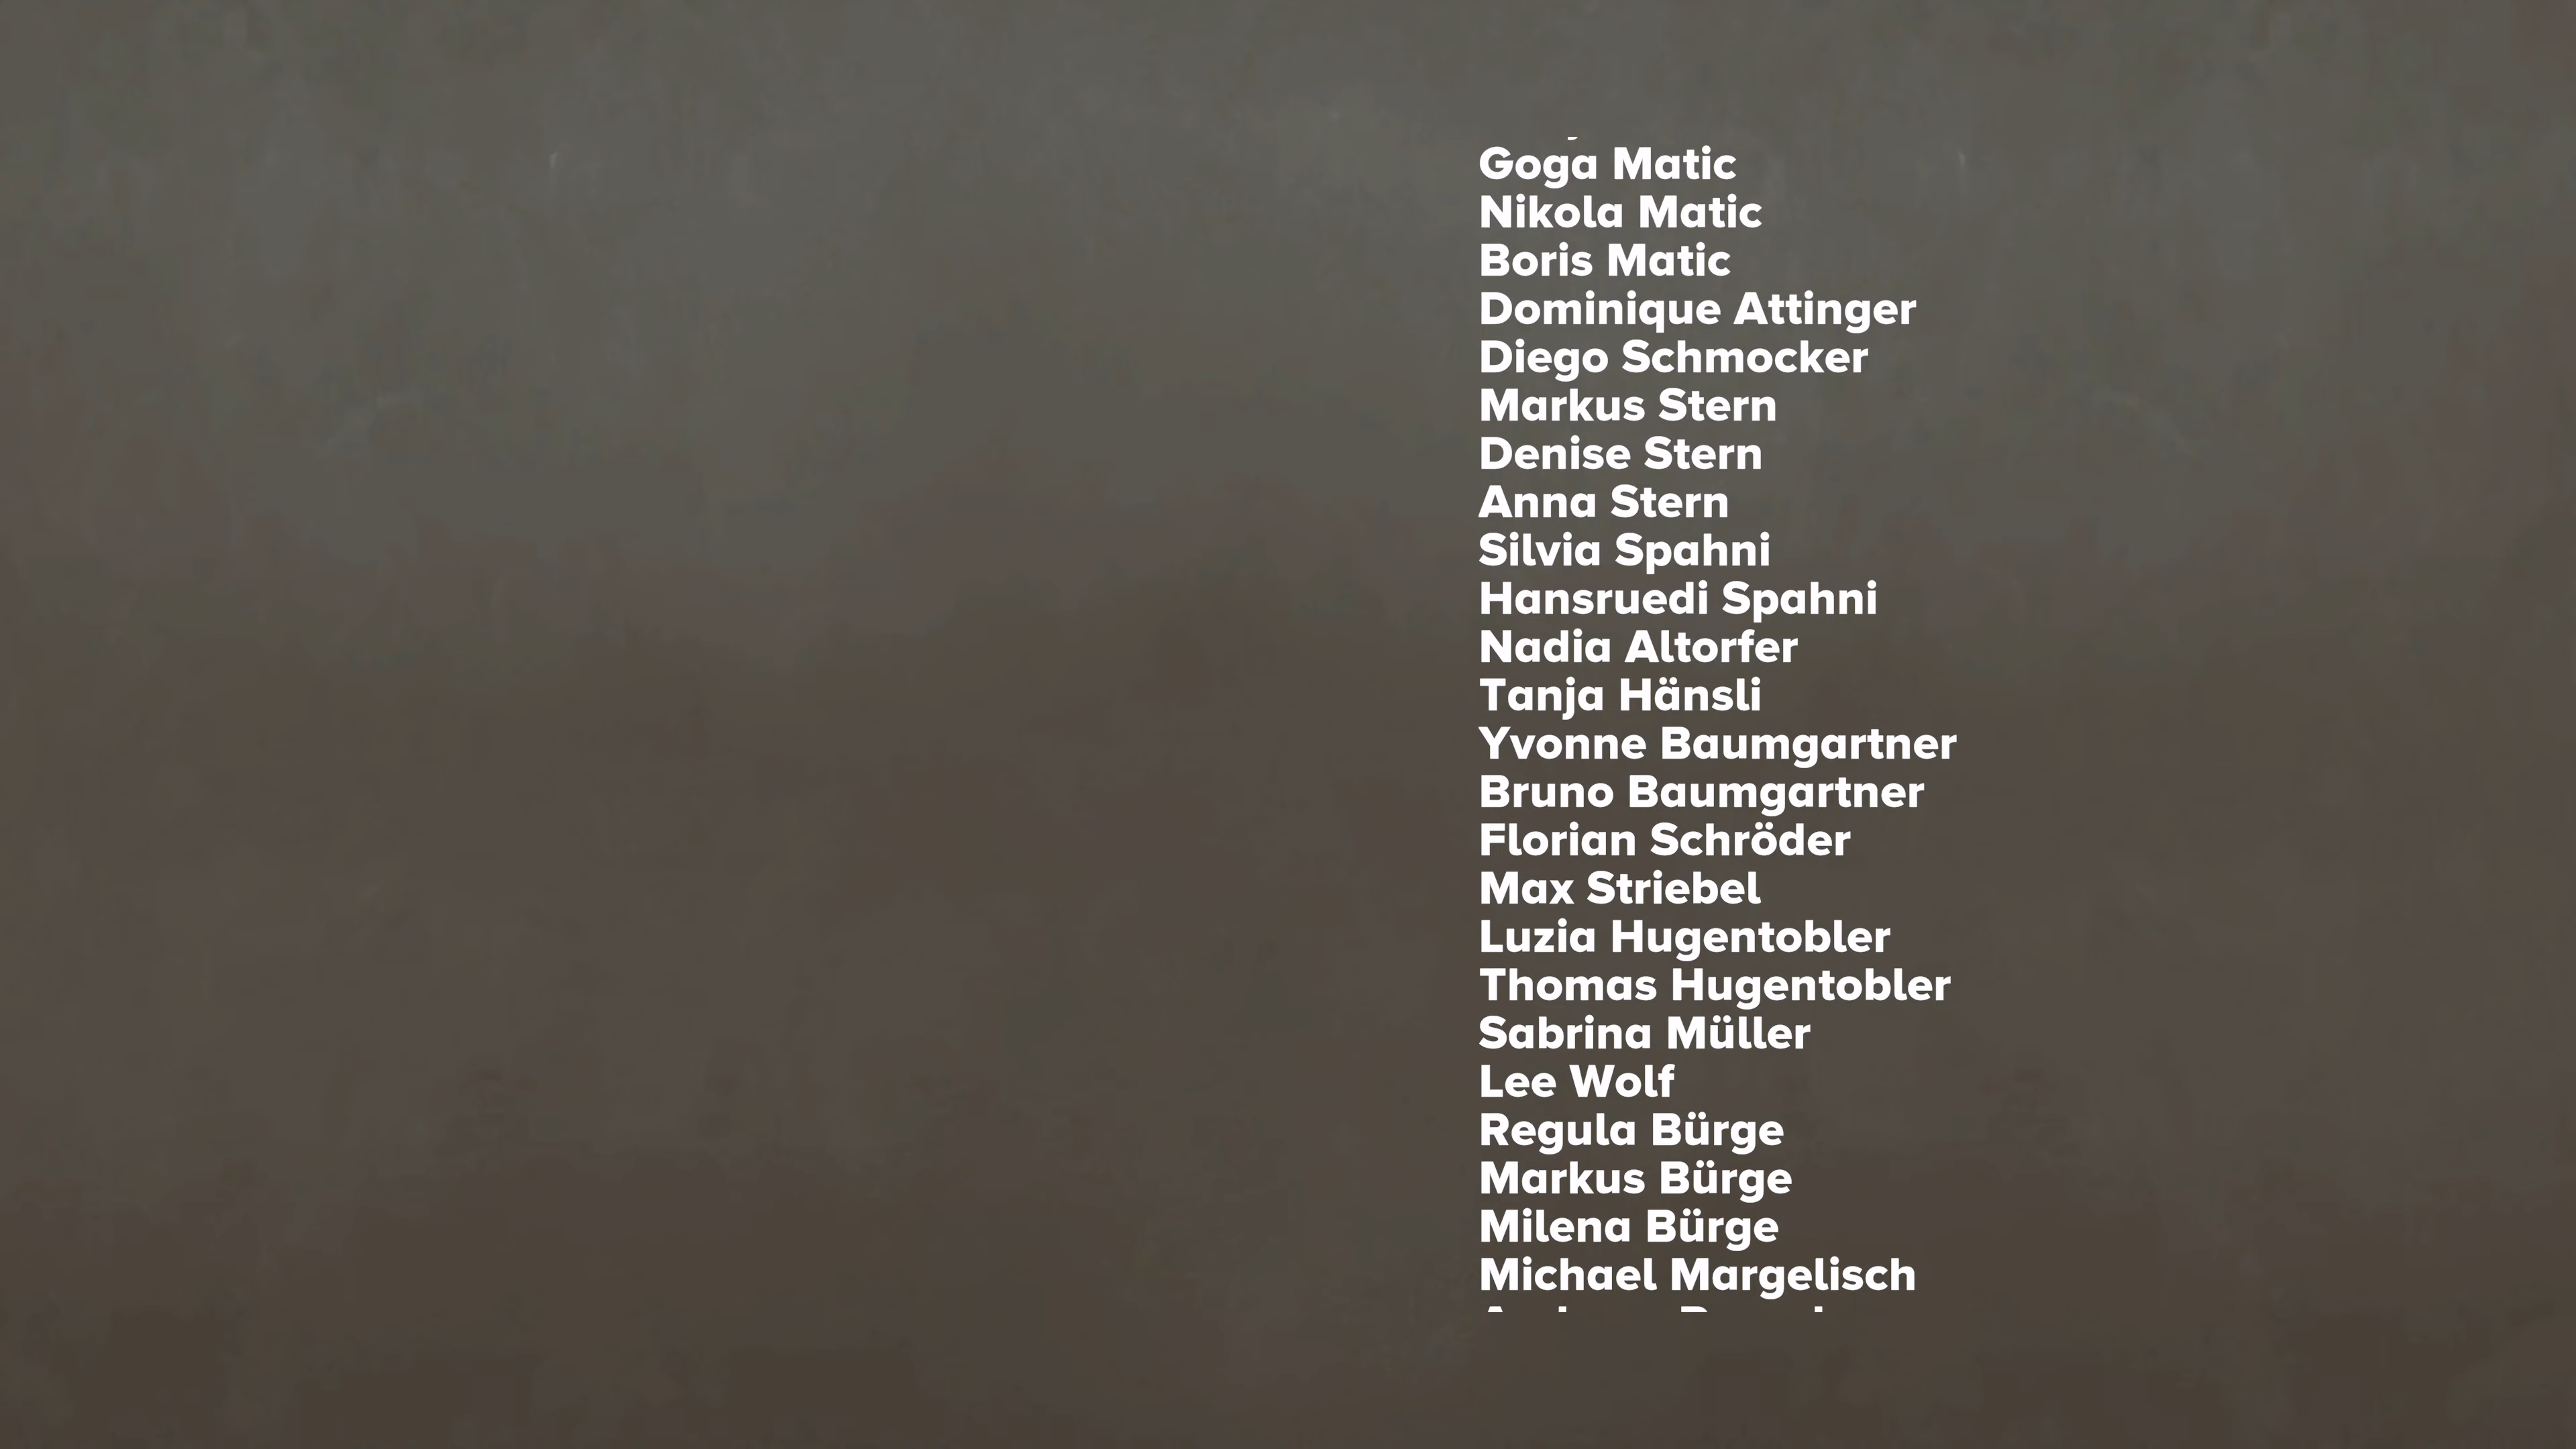 Goga Matic
Nikola Matic
Boris Matic
Dominique Attinger
Diego Schmocker
Markus Stern
Denise Stern
Anna Stern
Silvia Spahni
Hansruedi Spahni
Nadia Altorfer
Tanja Hänsli
Yvonne Baumgartner
Bruno Baumgartner
Florian Schröder
Max Striebel
Luzia Hugentobler
Thomas Hugentobler
Sabrina Müller
Lee Wolf
Regula Bürge
Markus Bürge
Milena Bürge
Michael Margelisch